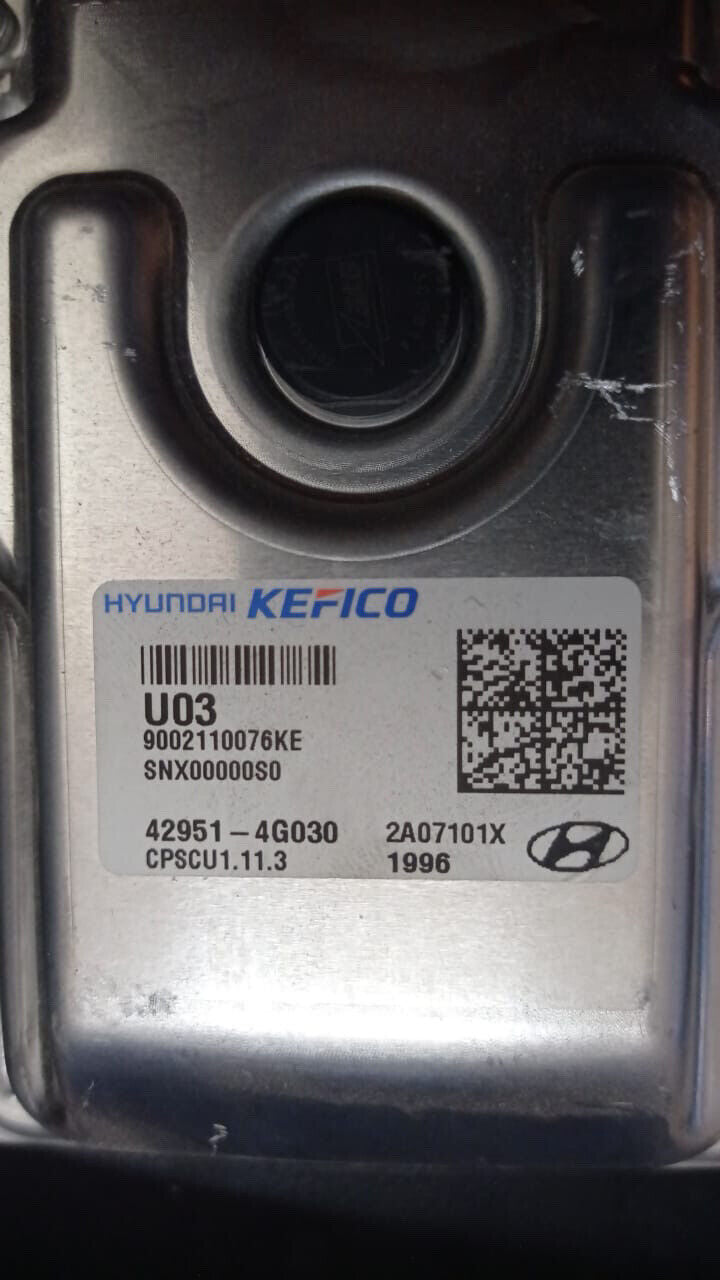 HYUNDAI KEFICO
U03
9002110076KE
SNX00000S0
42951-4G030 2A07101X
CPSCU1.11.3 1996